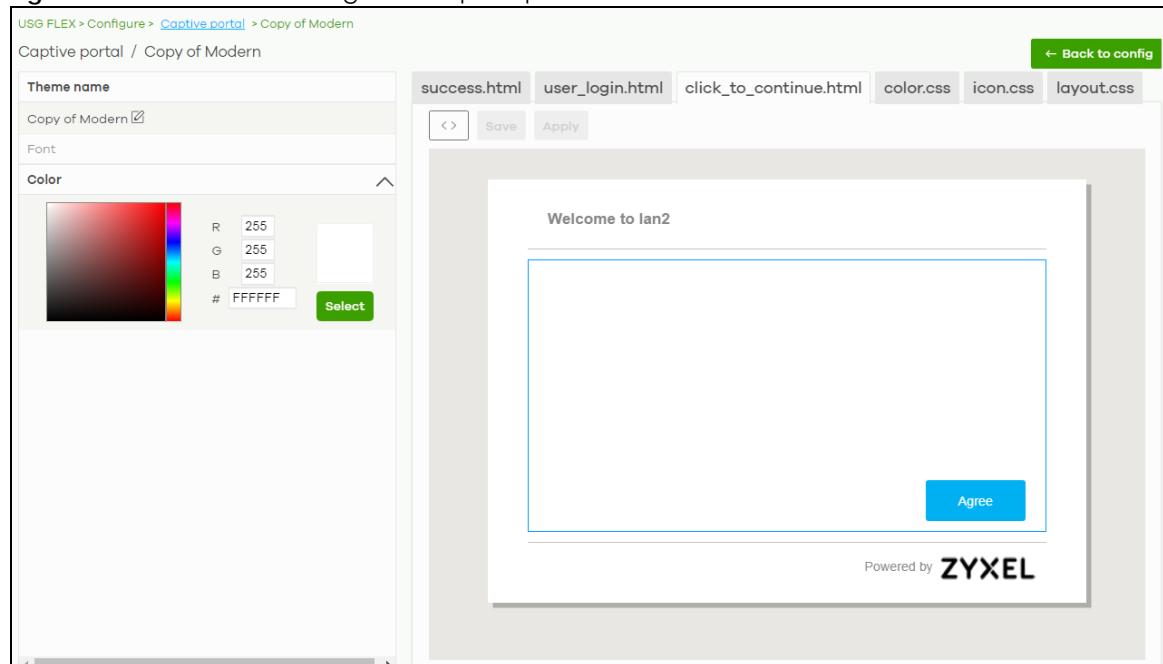 USG FLEX > Configure > Captive portal > Copy of Modern
Captive portal / Copy of Modern
← Back to config
Theme name
Copy of Modern
Font
Color
R 255
G 255
B 255
# FFFFFF
Select
success.html user_login.html click_to_continue.html color.css icon.css layout.css
<> Save Apply
Welcome to lan2
Agree
Powered by ZYXEL